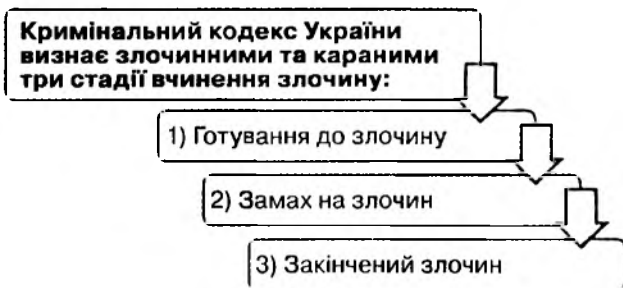 Кримінальний кодекс України
визнає злочинними та караними
три стадії вчинення злочину:
1) Готування до злочину
2) Замах на злочин
3) Закінчений злочин